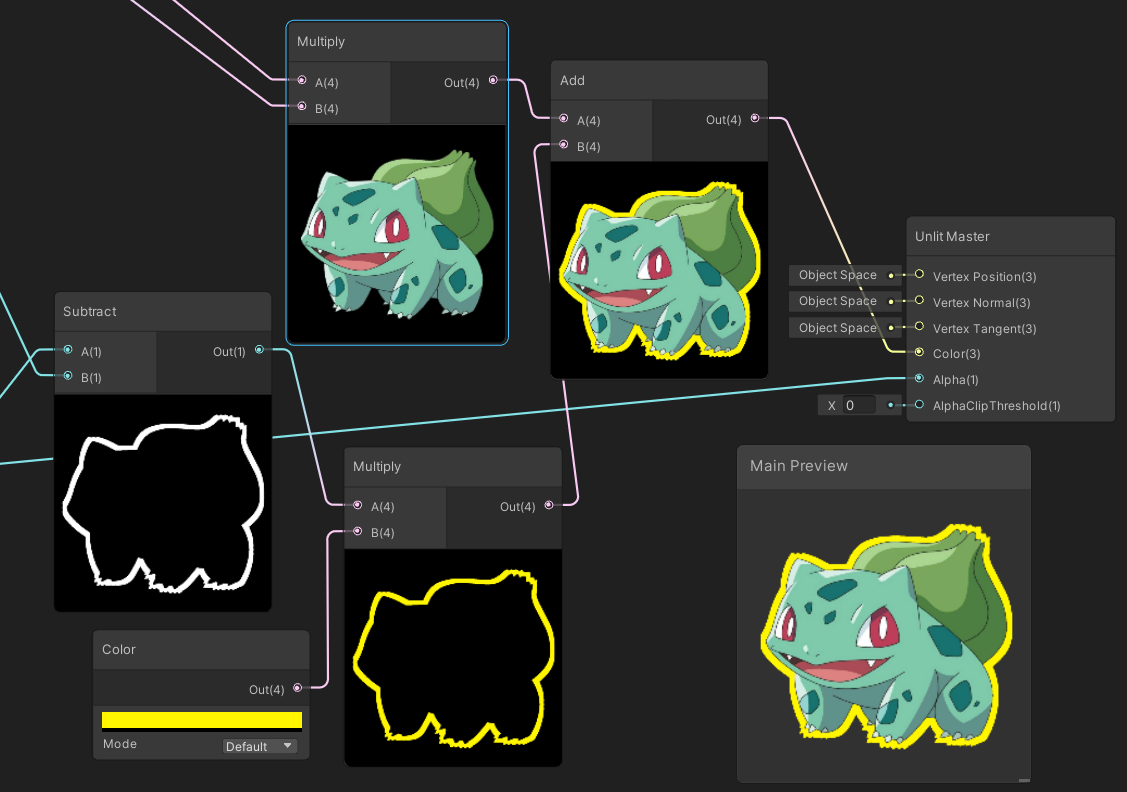 Multiply
A(4) Out(4)
B(4)
Add
A(4) Out(4)
B(4)
Unlit Master
Object Space Vertex Position(3)
Object Space Vertex Normal(3)
Object Space Vertex Tangent(3)
Color(3)
Alpha(1)
X 0 AlphaClipThreshold(1)
Subtract
A(1) Out(1)
B(1)
Multiply
A(4) Out(4)
B(4)
Main Preview
Color
Out(4)
Mode Default